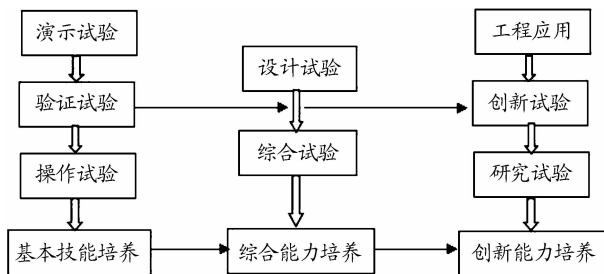 演示试验
设计试验
工程应用
验证试验
创新试验
综合试验
操作试验
研究试验
基本技能培养
综合能力培养
创新能力培养